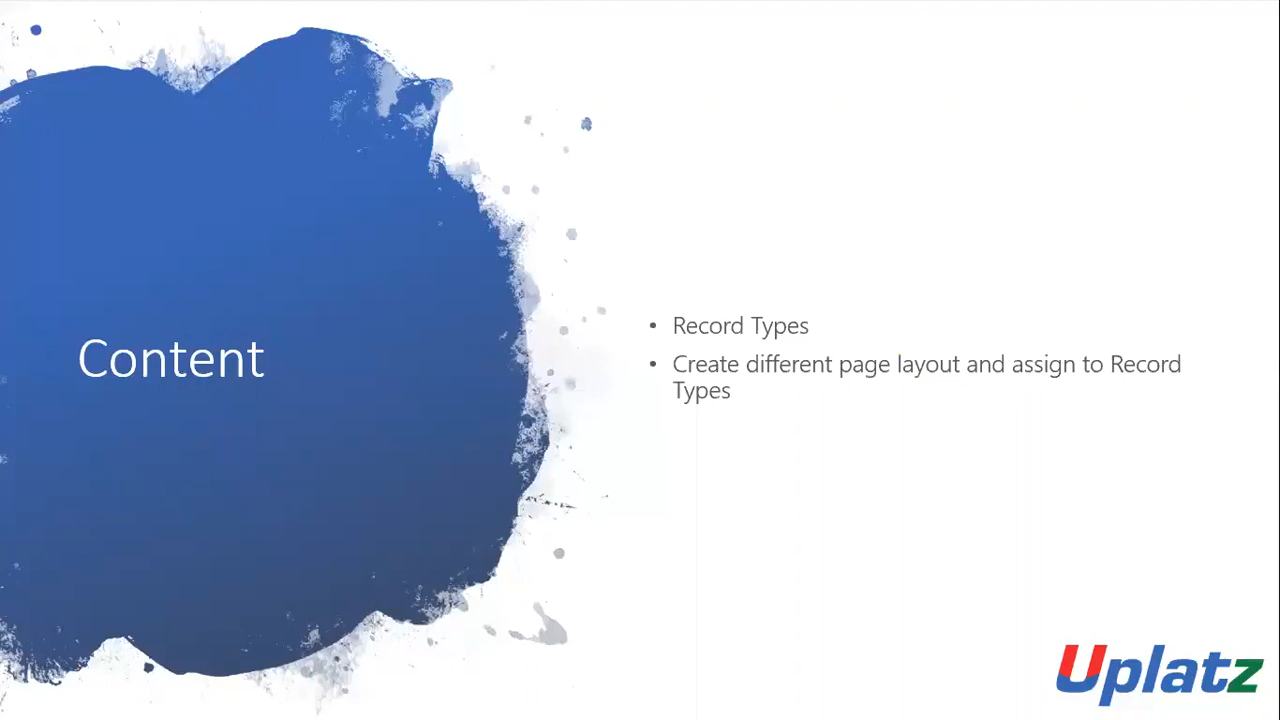 Content
• Record Types
• Create different page layout and assign to Record
Types
Uplatz